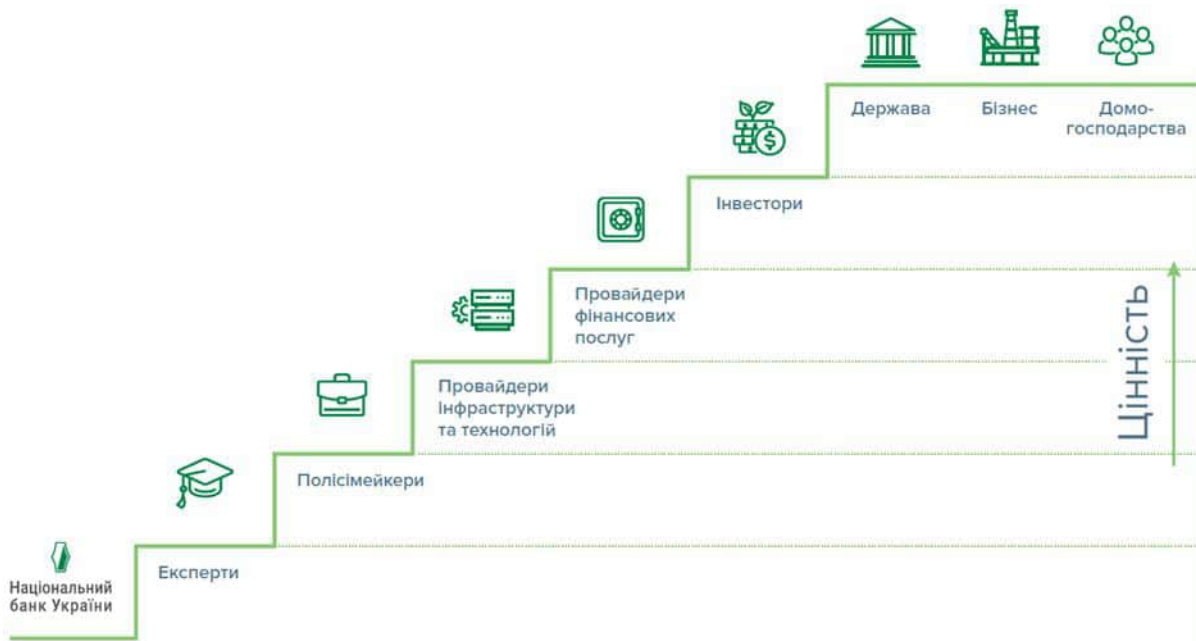 Держава
Бізнес
Домо-
господарства
Інвестори
Провайдери
фінансових
послуг
Цінність
Провайдери
інфраструктури
та технологій
Полісімейкери
Експерти
Національний
банк України